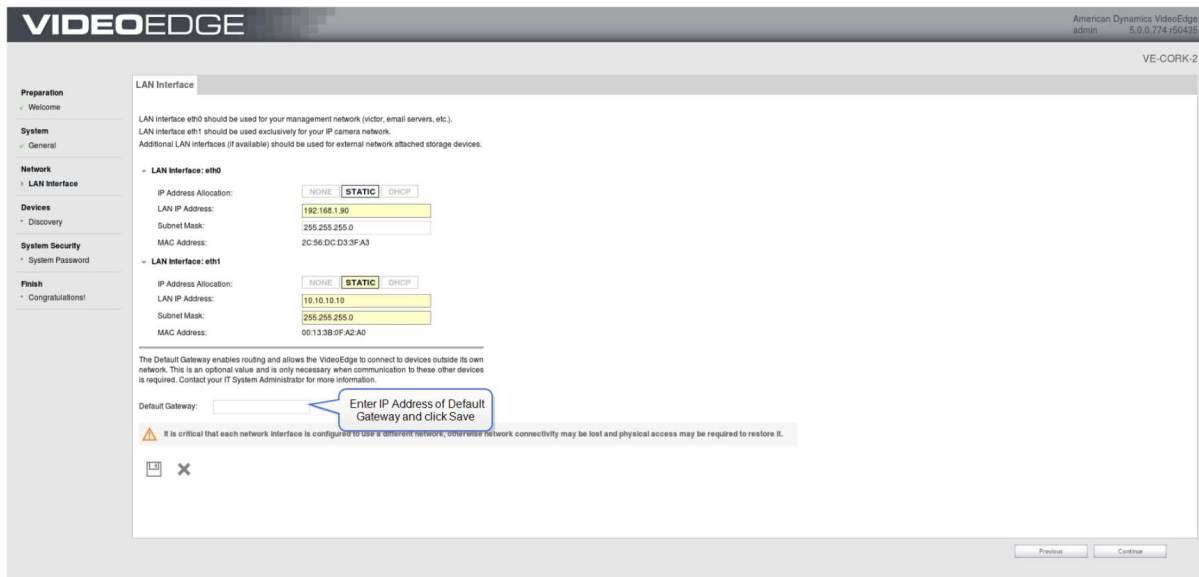 VIDEOEDGE
American Dynamics VideoEdge
admin 5.0.0.774 r50435
VE-CORK-2
Preparation
Welcome
System
General
Network
LAN Interface
Devices
Discovery
System Security
System Password
Finish
Congratulations!
LAN Interface
LAN interface eth0 should be used for your management network (victor, email servers, etc.).
LAN interface eth1 should be used exclusively for your IP camera network.
Additional LAN interfaces (if available) should be used for external network attached storage devices.
LAN Interface: eth0
IP Address Allocation: NONE STATIC DHCP
LAN IP Address: 192.168.1.90
Subnet Mask: 255.255.255.0
MAC Address: 2C:56:DC:D3:3F:A3
LAN Interface: eth1
IP Address Allocation: NONE STATIC DHCP
LAN IP Address: 10.10.10.10
Subnet Mask: 255.255.255.0
MAC Address: 00:13:3B:0F:A2:A0
The Default Gateway enables routing and allows the VideoEdge to connect to devices outside its own
network. This is an optional value and is only necessary when communication to these other devices
is required. Contact your IT System Administrator for more information.
Default Gateway:
Enter IP Address of Default
Gateway and click Save
It is critical that each network interface is configured to use a different network, otherwise network connectivity may be lost and physical access may be required to restore it.
Previous
Continue